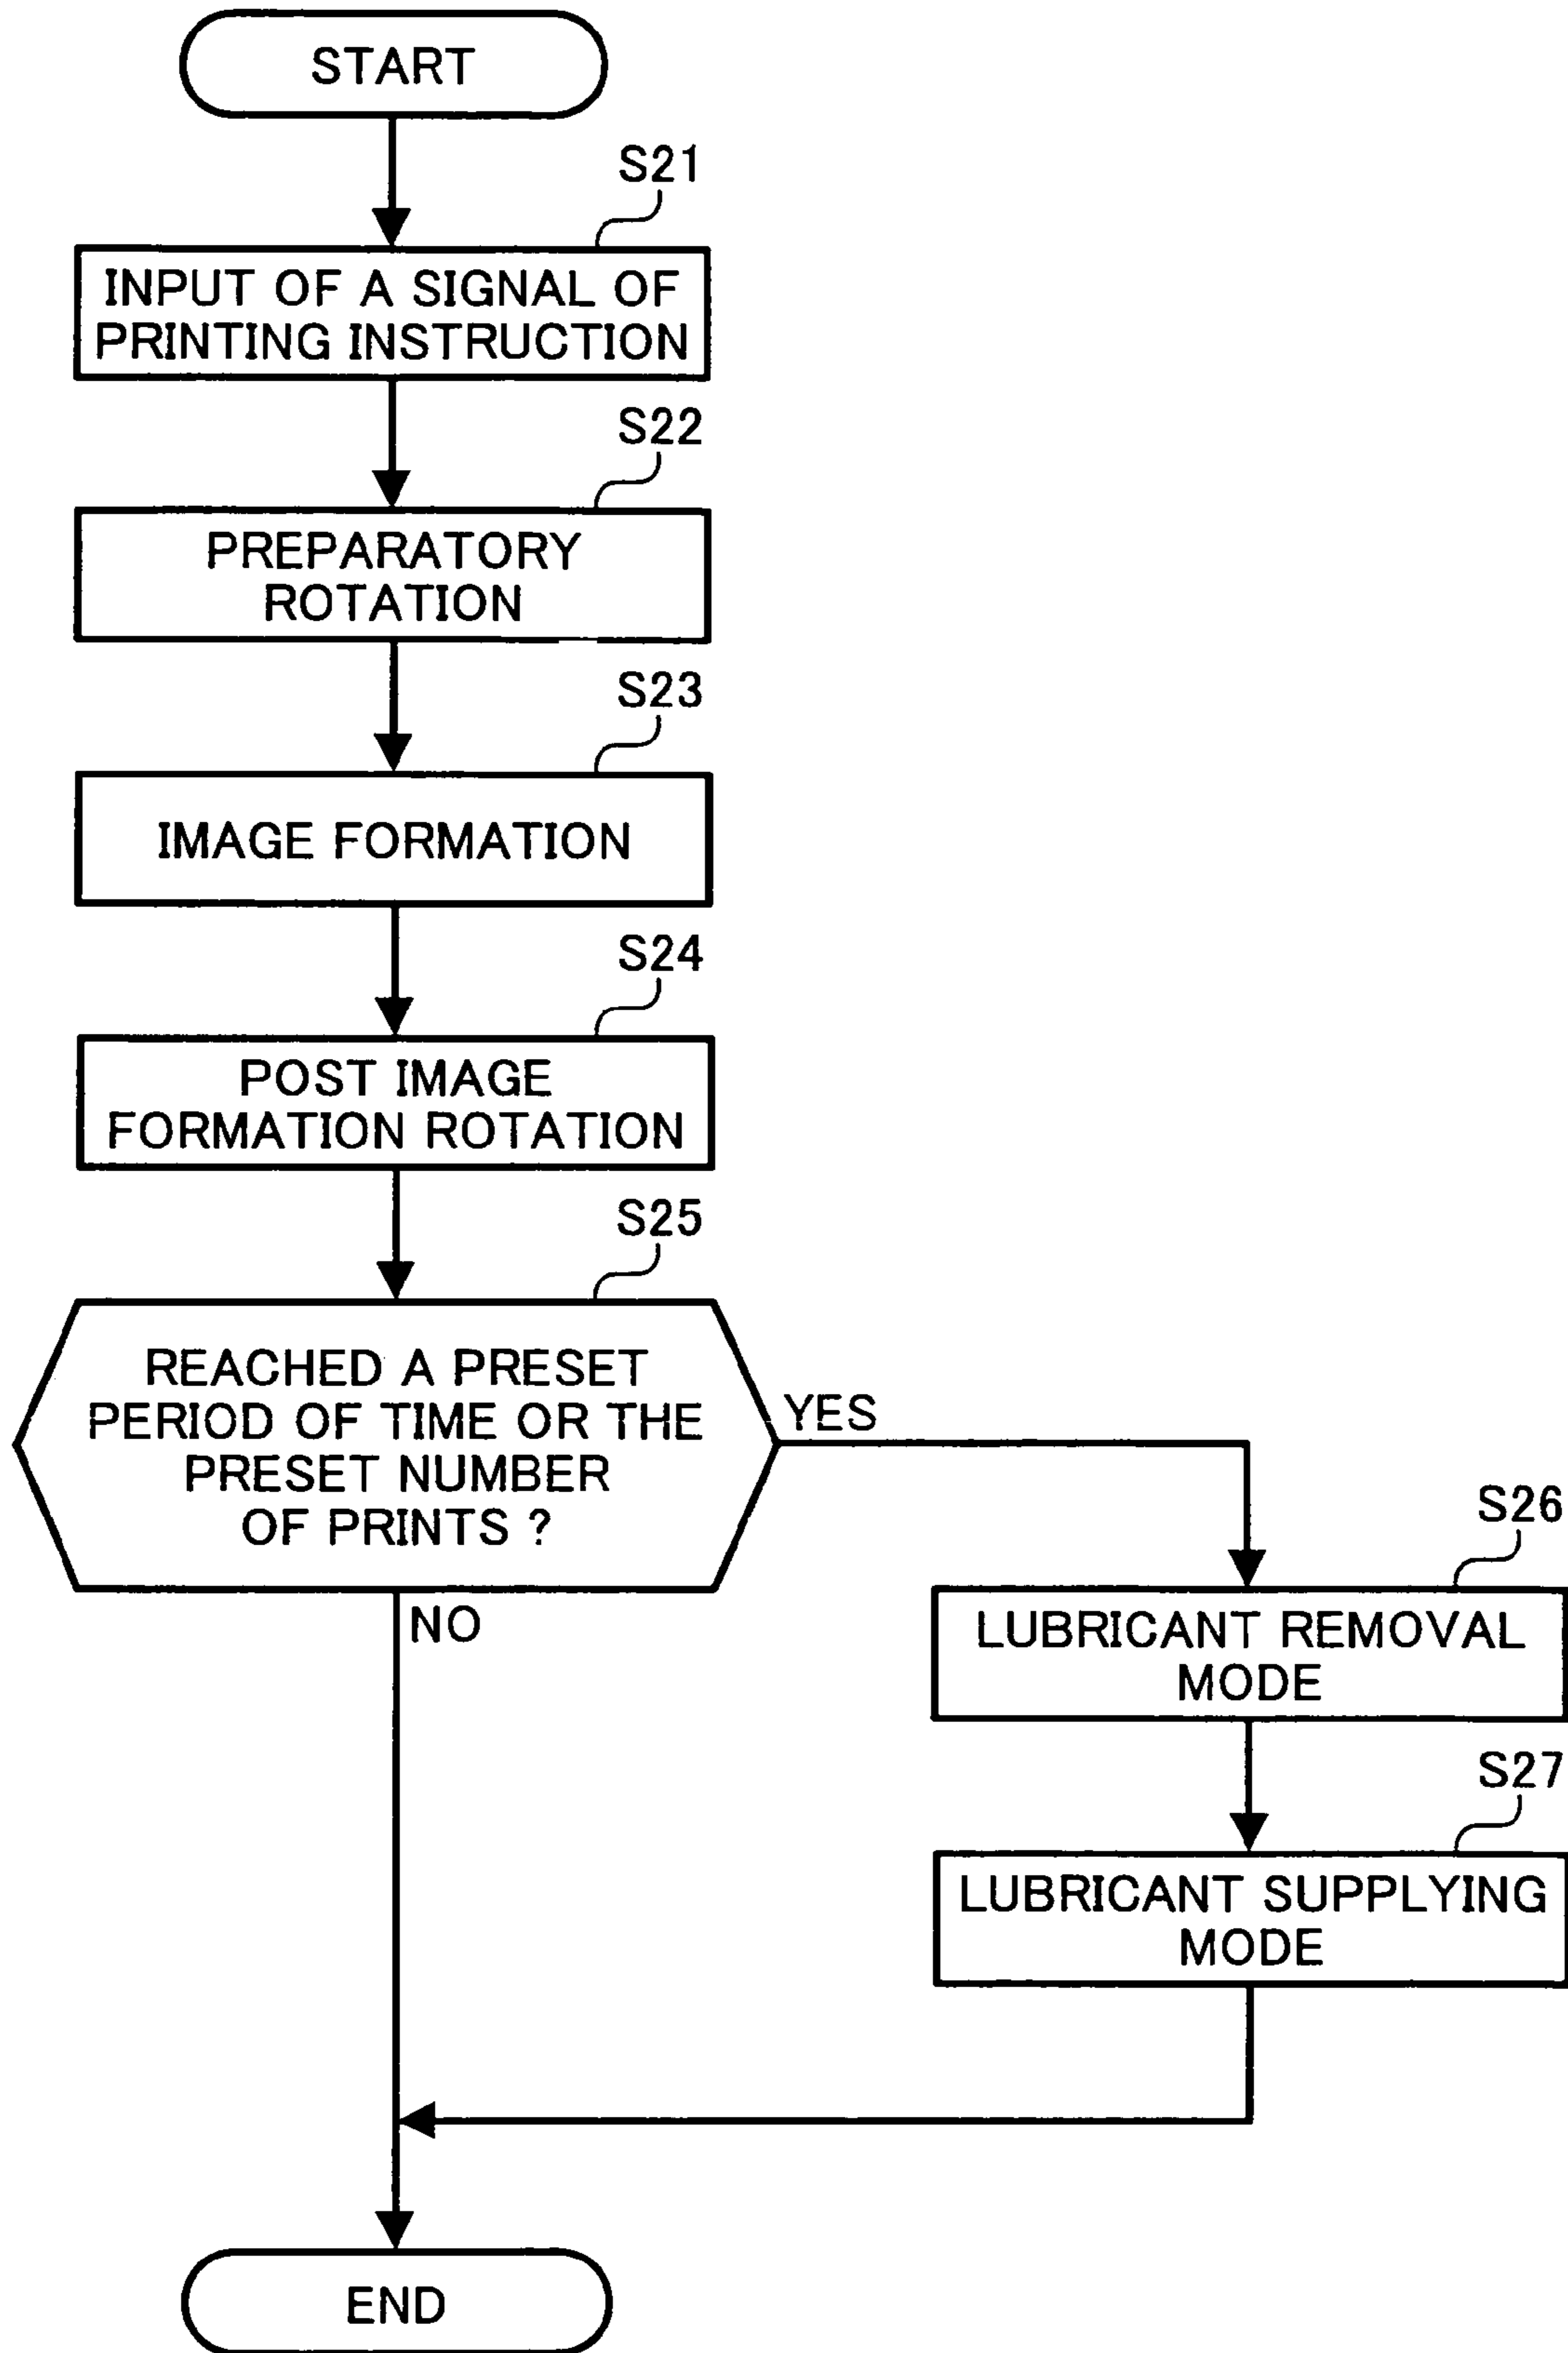 START
S21
INPUT OF A SIGNAL OF
PRINTING INSTRUCTION
S22
PREPARATORY
ROTATION
S23
IMAGE FORMATION
S24
POST IMAGE
FORMATION ROTATION
S25
REACHED A PRESET
PERIOD OF TIME OR THE
PRESET NUMBER
OF PRINTS ?
YES
NO
S26
LUBRICANT REMOVAL
MODE
S27
LUBRICANT SUPPLYING
MODE
END